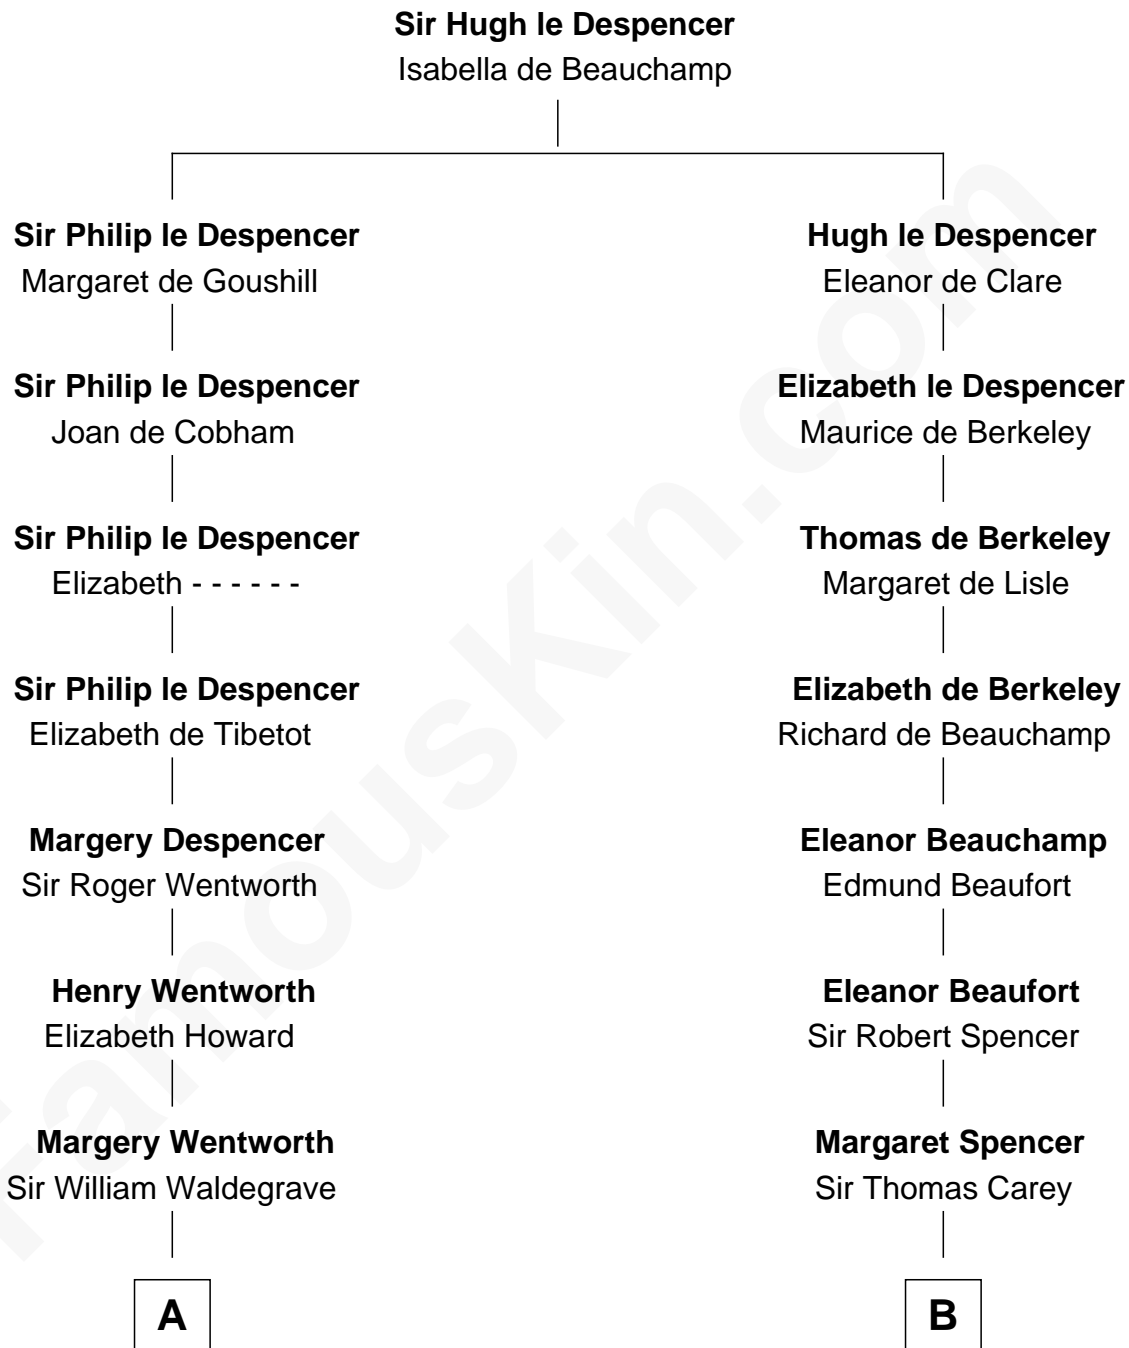 Sir Hugh le Despencer
Isabella de Beauchamp
Sir Philip le Despencer
Margaret de Goushill
Sir Philip le Despencer
Joan de Cobham
Sir Philip le Despencer
Elizabeth - - - - - -
Sir Philip le Despencer
Elizabeth de Tibetot
Margery Despencer
Sir Roger Wentworth
Henry Wentworth
Elizabeth Howard
Margery Wentworth
Sir William Waldegrave
A
Hugh le Despencer
Eleanor de Clare
Elizabeth le Despencer
Maurice de Berkeley
Thomas de Berkeley
Margaret de Lisle
Elizabeth de Berkeley
Richard de Beauchamp
Eleanor Beauchamp
Edmund Beaufort
Eleanor Beaufort
Sir Robert Spencer
Margaret Spencer
Sir Thomas Carey
B
FamousKin.com